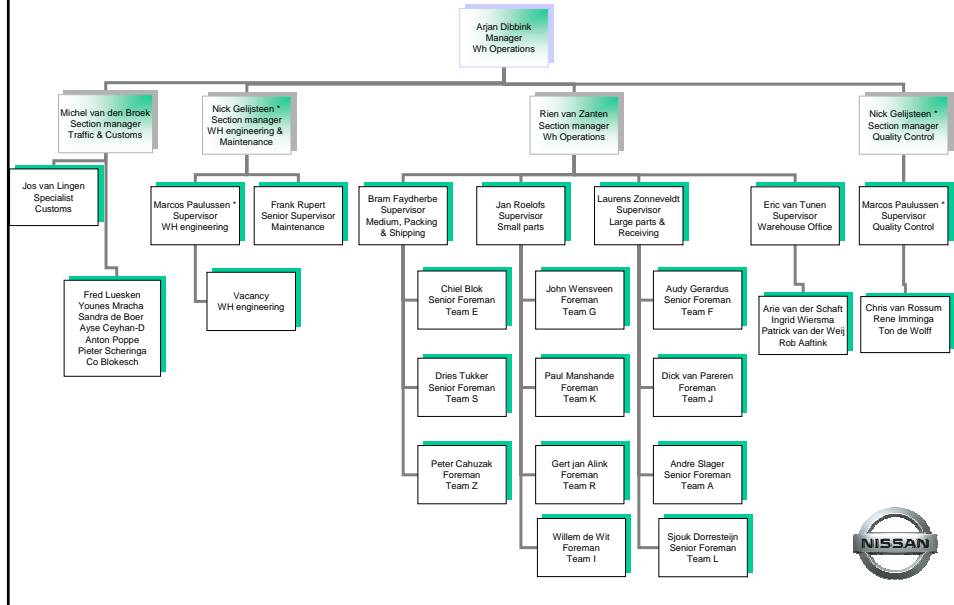 Arjan Dibbink
Manager
Wh Operations
Michel van den Broek
Section manager
Traffic & Customs
Nick Gelijsteen *
Section manager
WH engineering &
Maintenance
Rien van Zanten
Section manager
Wh Operations
Nick Gelijsteen *
Section manager
Quality Control
Jos van Lingen
Specialist
Customs
Marcos Paulussen *
Supervisor
WH engineering
Frank Rupert
Senior Supervisor
Maintenance
Bram Faydherbe
Supervisor
Medium, Packing
& Shipping
Jan Roelofs
Supervisor
Small parts
Laurens Zonneveldt
Supervisor
Large parts &
Receiving
Eric van Tunen
Supervisor
Warehouse Office
Marcos Paulussen *
Supervisor
Quality Control
Fred Luesken
Younes Mracha
Sandra de Boer
Ayse Ceyhan-D
Anton Poppe
Pieter Scheringa
Co Blokesch
Vacancy
WH engineering
Chiel Blok
Senior Foreman
Team E
John Wensveen
Foreman
Team G
Audy Gerardus
Senior Foreman
Team F
Arie van der Schaft
Ingrid Wiersma
Patrick van der Weij
Rob Aaftink
Chris van Rossum
Rene Imminga
Ton de Wolff
Dries Tukker
Senior Foreman
Team S
Paul Manshande
Foreman
Team K
Dick van Pareren
Foreman
Team J
Peter Cahuzak
Foreman
Team Z
Gert jan Alink
Foreman
Team R
Andre Slager
Senior Foreman
Team A
Willem de Wit
Foreman
Team I
Sjouk Dorresteijn
Senior Foreman
Team L
NISSAN